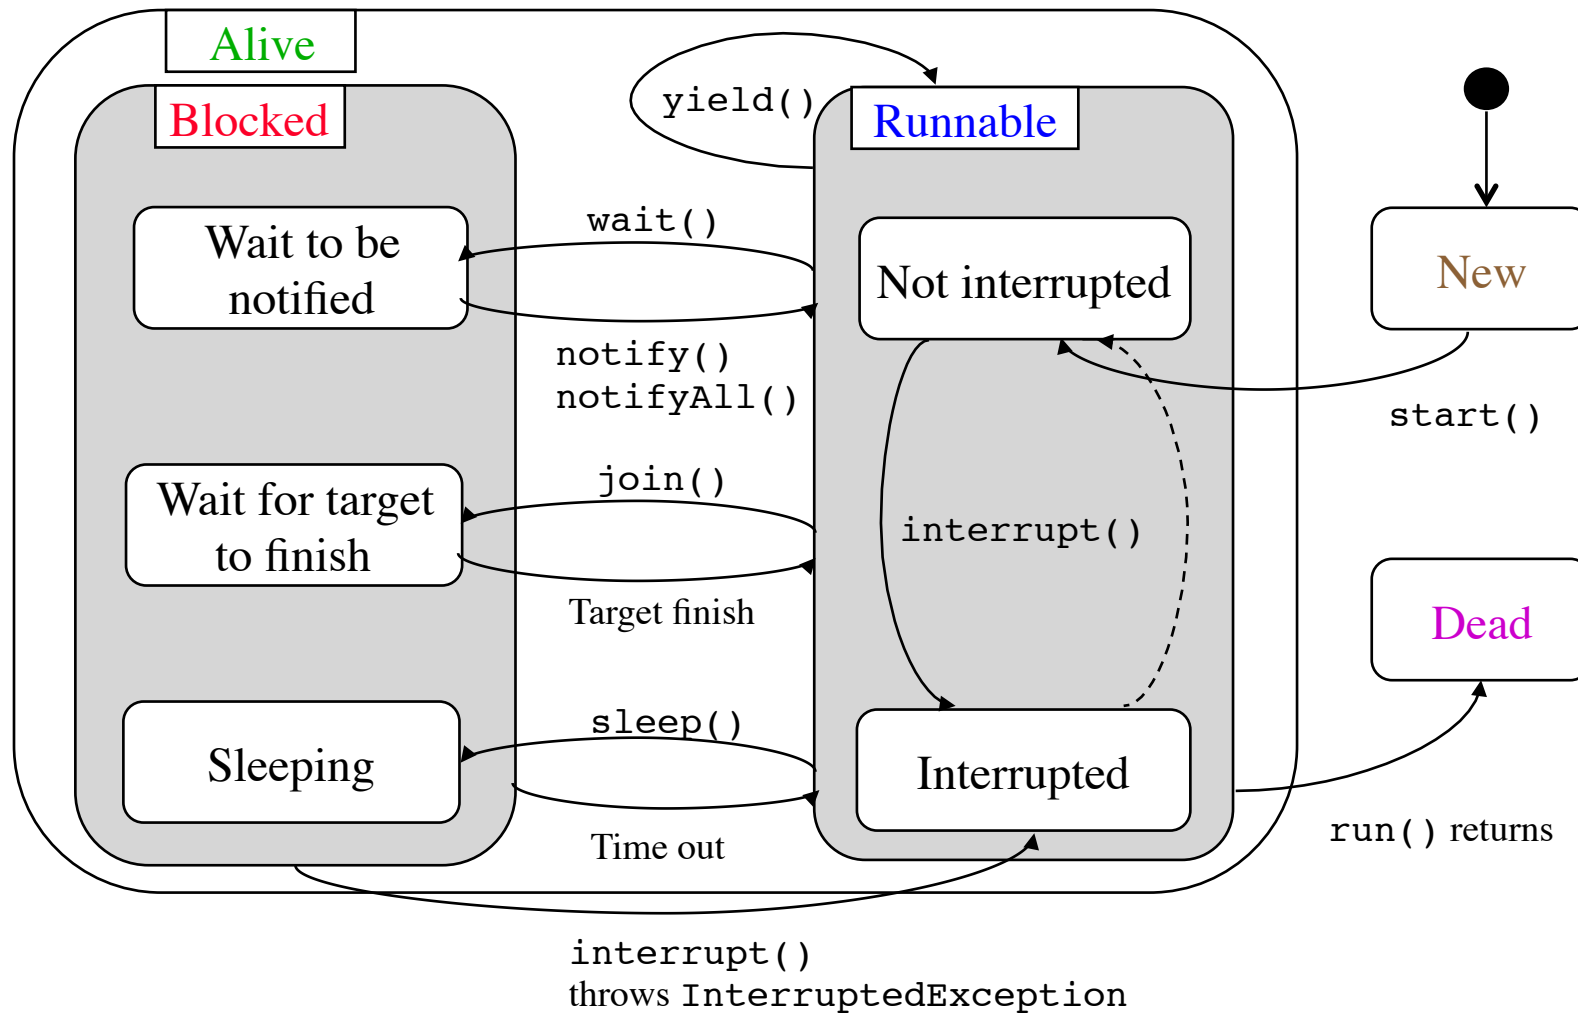 Alive
Blocked
yield()
Runnable
wait()
Wait to be
notified
Not interrupted
New
notify()
notifyAll()
start()
join()
Wait for target
to finish
interrupt()
Target finish
Dead
sleep()
Sleeping
Interrupted
Time out
run() returns
interrupt()
throws InterruptedException